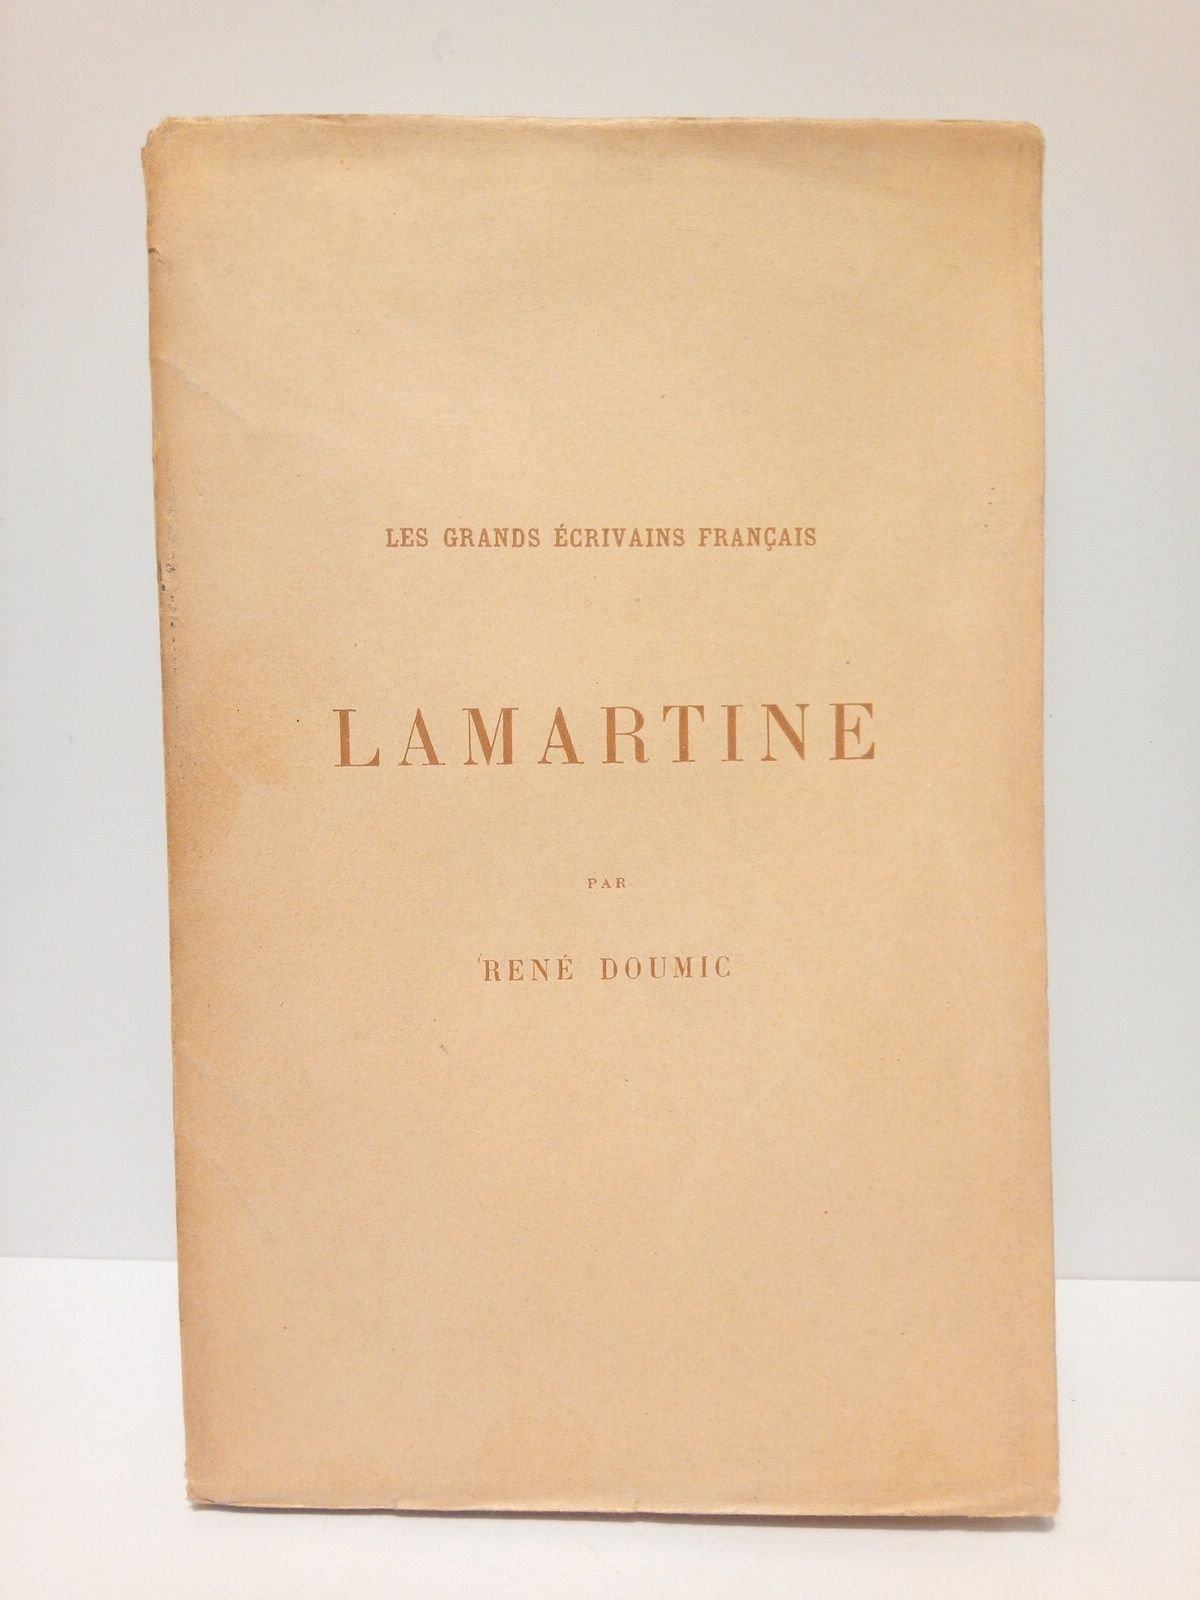 LES GRANDS ÉCRIVAINS FRANÇAIS
LAMARTINE
PAR
RENÉ DOUMIC